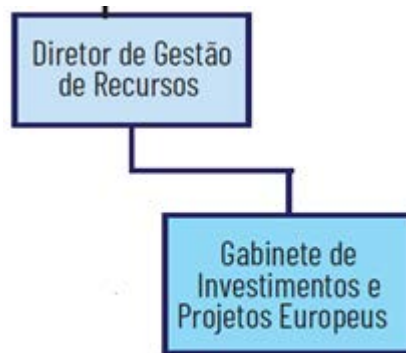 Diretor de Gestão
de Recursos
Gabinete de
Investimentos e
Projetos Europeus